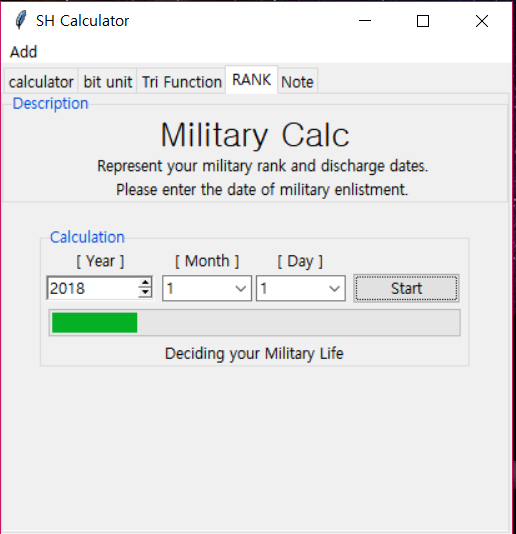 SH Calculator
Add
calculator bit unit Tri Function RANK Note
Description
Military Calc
Represent your military rank and discharge dates.
Please enter the date of military enlistment.
Calculation
[ Year ] [ Month ] [ Day ]
2018 1 1 Start
Deciding your Military Life